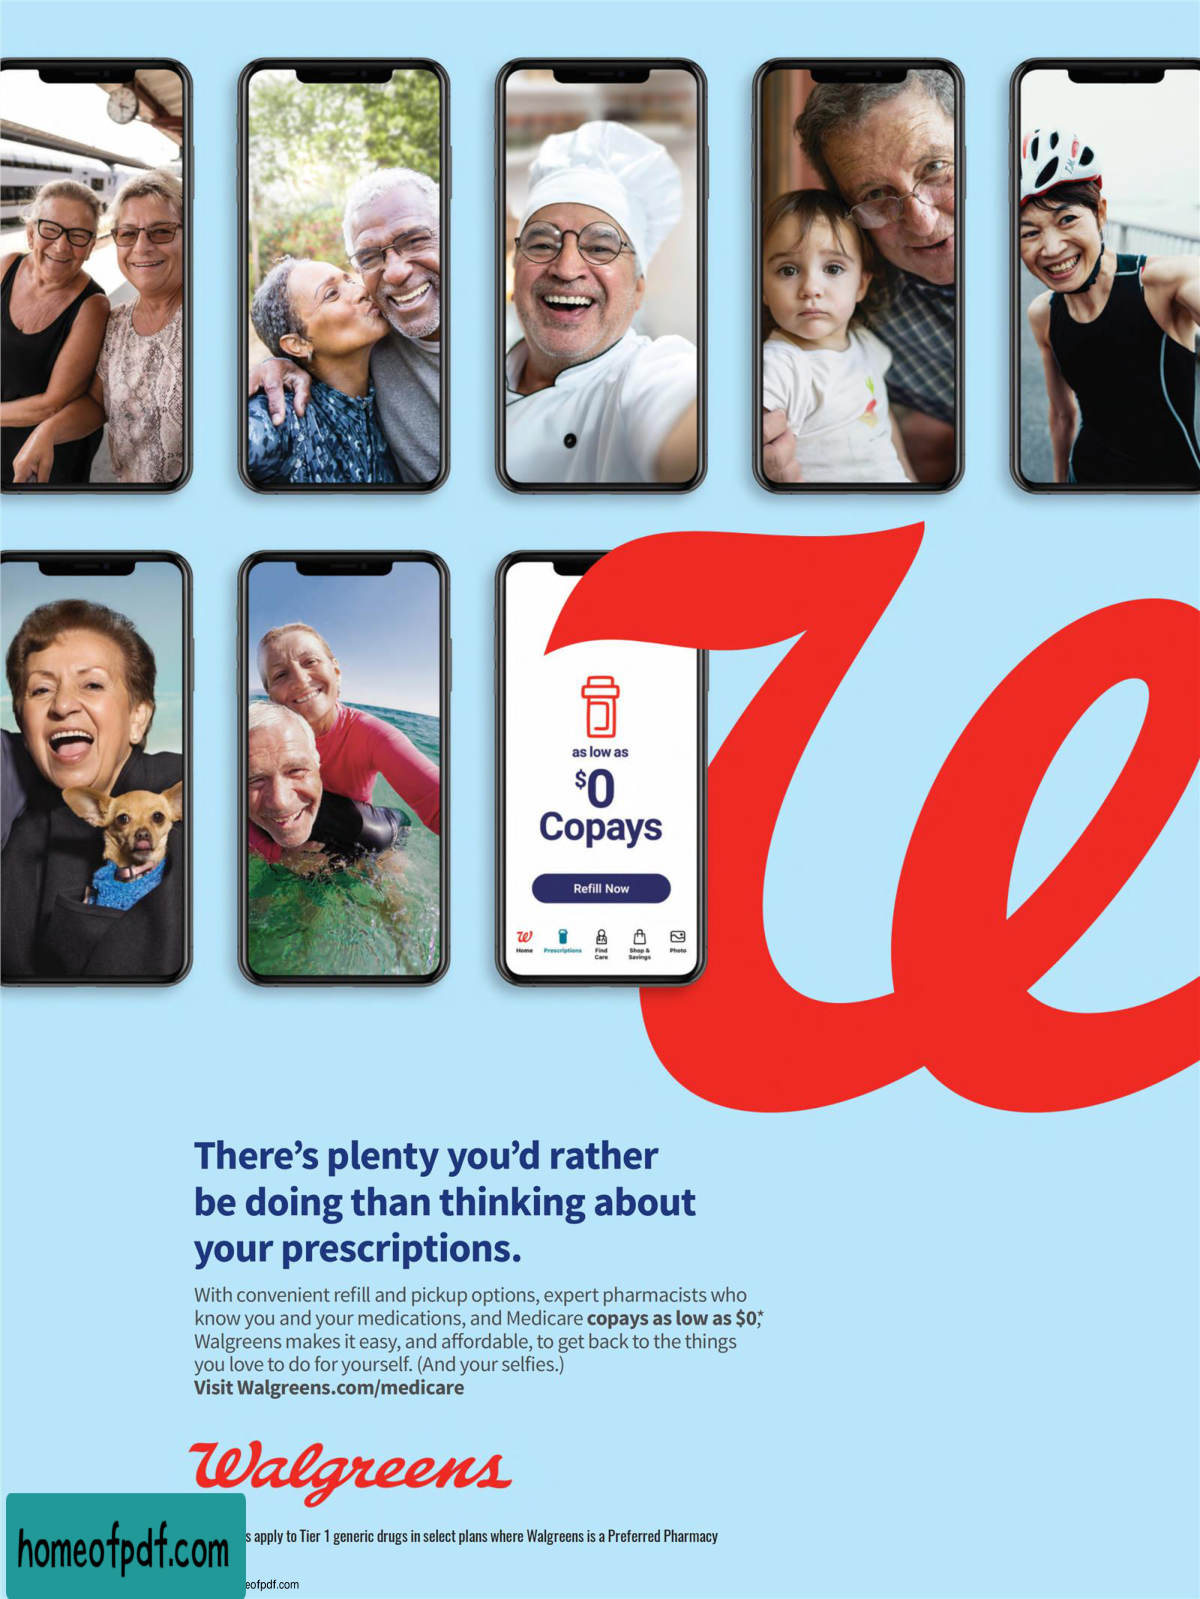 as low as
$0
Copays
Refill Now
W Home Prescriptions Find Care Shop & Savings Photo
W
There's plenty you'd rather
be doing than thinking about
your prescriptions.
With convenient refill and pickup options, expert pharmacists who
know you and your medications, and Medicare copays as low as $0,*
Walgreens makes it easy, and affordable, to get back to the things
you love to do for yourself. (And your selfies.)
Visit Walgreens.com/medicare
Walgreens
apply to Tier 1 generic drugs in select plans where Walgreens is a Preferred Pharmacy
homeofpdf.com
eofpdf.com